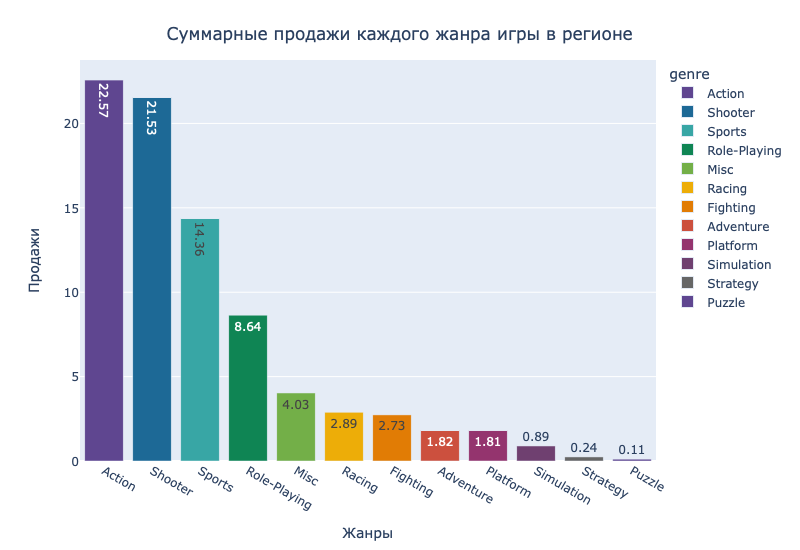 Суммарные продажи каждого жанра игры в регионе
Продажи
20
15
10
5
0
22.57
21.53
14.36
8.64
4.03
2.89
2.73
1.82
1.81
0.89
0.24
0.11
Action
Shooter
Sports
Role-Playing
Misc
Racing
Fighting
Adventure
Platform
Simulation
Strategy
Puzzle
Жанры
genre
Action
Shooter
Sports
Role-Playing
Misc
Racing
Fighting
Adventure
Platform
Simulation
Strategy
Puzzle